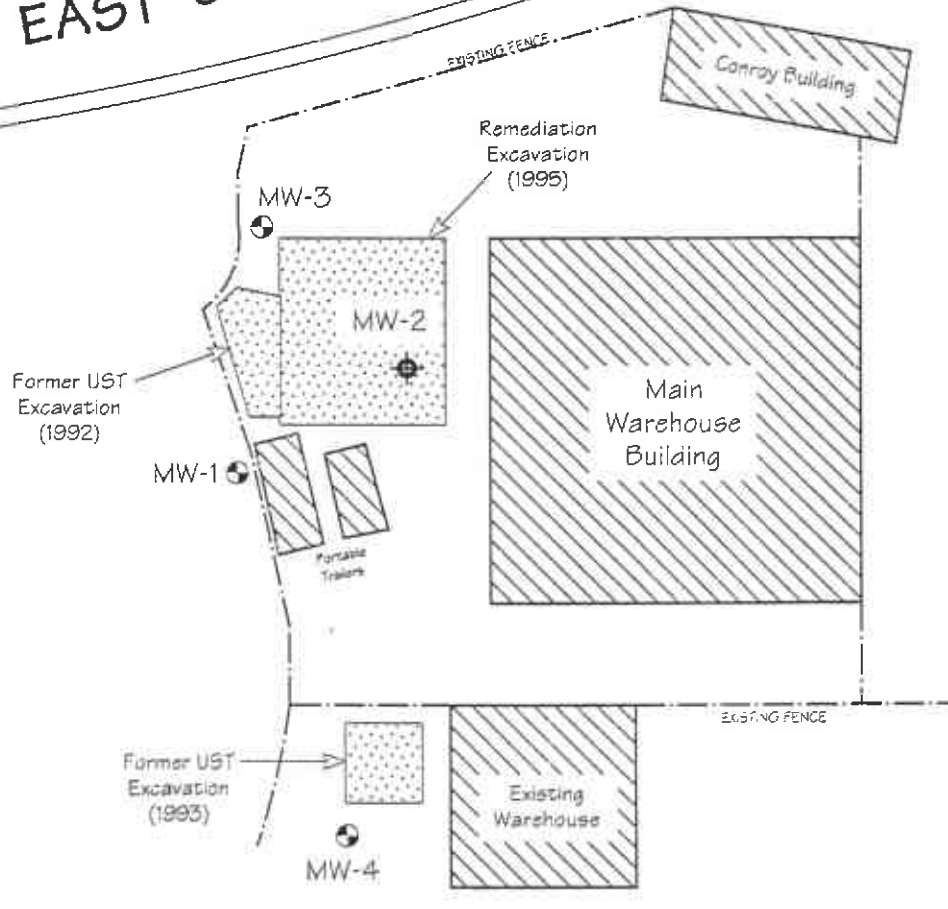 EAST
EXISTING FENCE
Conroy Building
Remediation
Excavation
(1995)
MW-3
MW-2
Former UST
Excavation
(1992)
Main
Warehouse
Building
MW-1
Portable
Trailers
EXISTING FENCE
Former UST
Excavation
(1993)
Existing
Warehouse
MW-4